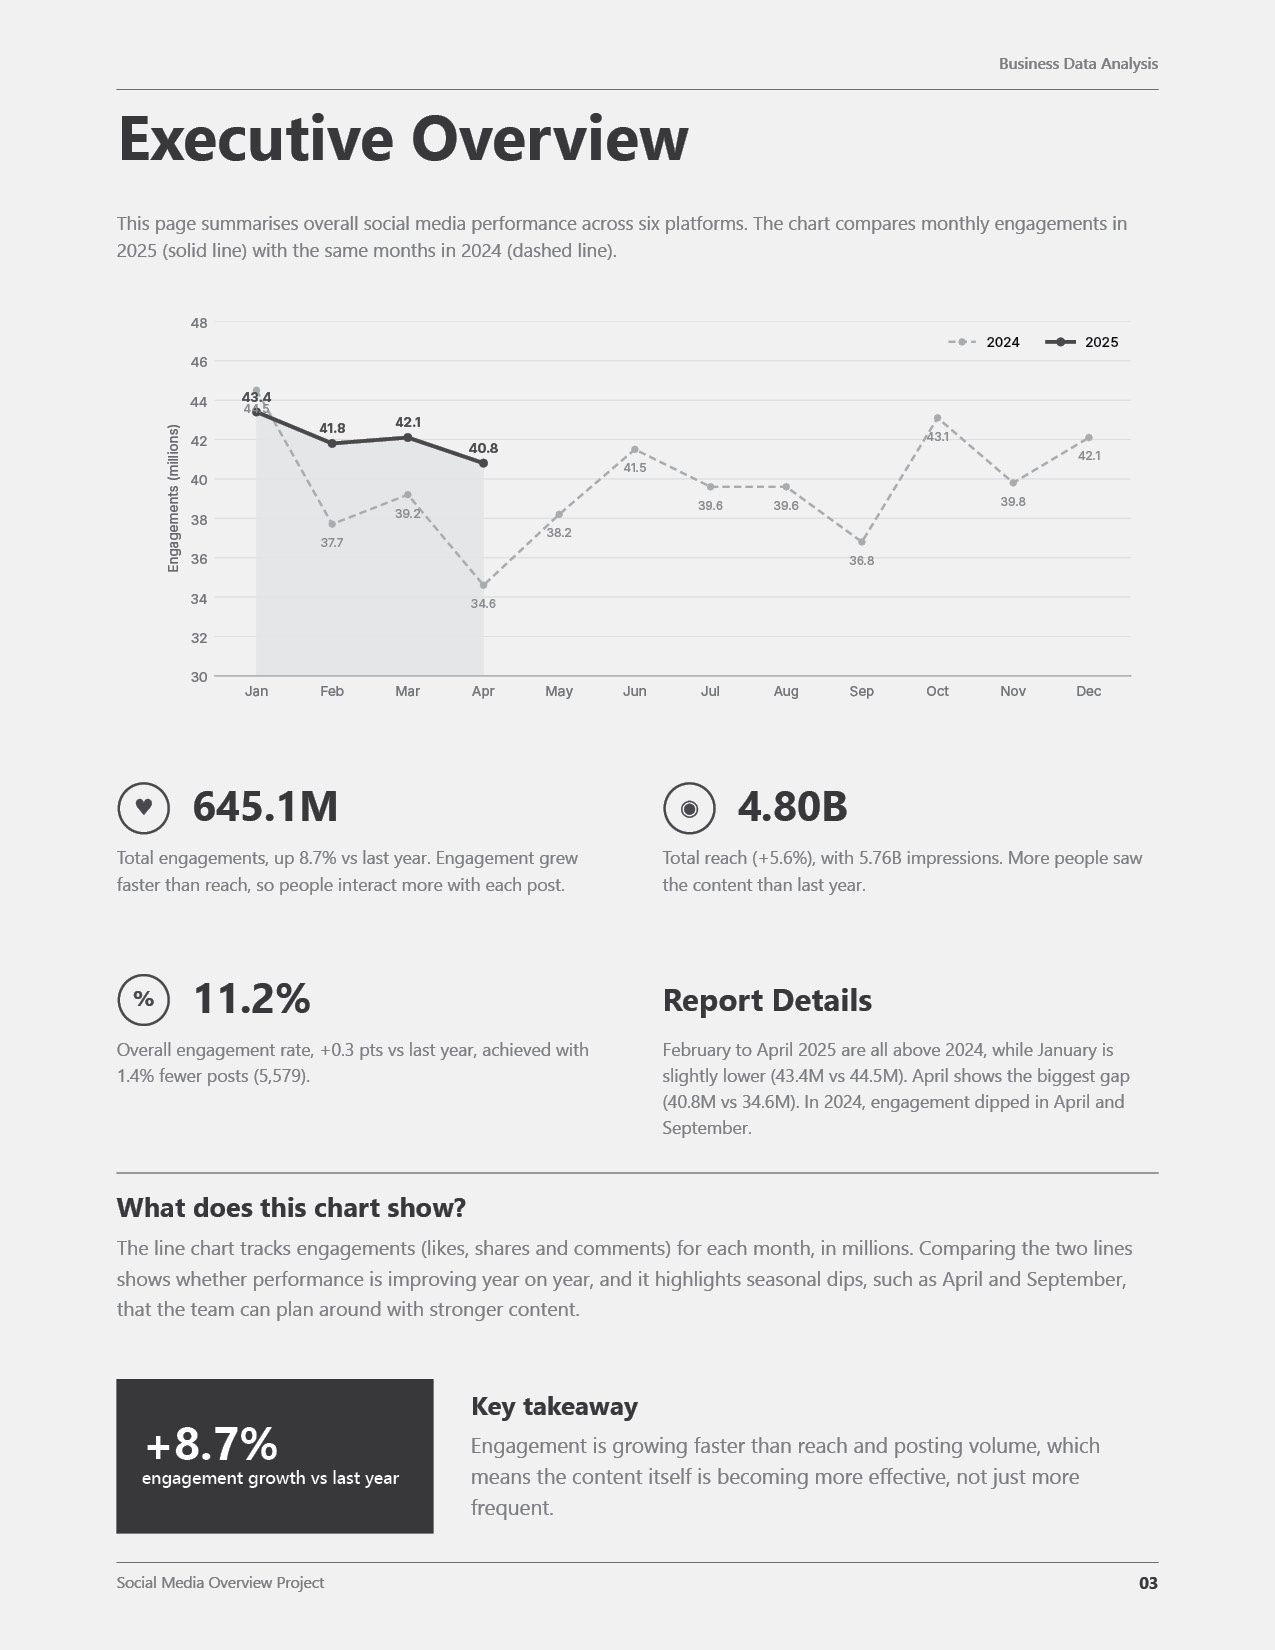 Business Data Analysis
Executive Overview
This page summarises overall social media performance across six platforms. The chart compares monthly engagements in
2025 (solid line) with the same months in 2024 (dashed line).
48
46
44
42
40
38
36
34
32
30
Engagements (millions)
2024
2025
43.4
44.5
41.8
42.1
40.8
37.7
39.2
34.6
38.2
41.5
39.6
39.6
36.8
43.1
39.8
42.1
Jan
Feb
Mar
Apr
May
Jun
Jul
Aug
Sep
Oct
Nov
Dec
645.1M
Total engagements, up 8.7% vs last year. Engagement grew
faster than reach, so people interact more with each post.
4.80B
Total reach (+5.6%), with 5.76B impressions. More people saw
the content than last year.
%
11.2%
Overall engagement rate, +0.3 pts vs last year, achieved with
1.4% fewer posts (5,579).
Report Details
February to April 2025 are all above 2024, while January is
slightly lower (43.4M vs 44.5M). April shows the biggest gap
(40.8M vs 34.6M). In 2024, engagement dipped in April and
September.
What does this chart show?
The line chart tracks engagements (likes, shares and comments) for each month, in millions. Comparing the two lines
shows whether performance is improving year on year, and it highlights seasonal dips, such as April and September,
that the team can plan around with stronger content.
+8.7%
engagement growth vs last year
Key takeaway
Engagement is growing faster than reach and posting volume, which
means the content itself is becoming more effective, not just more
frequent.
Social Media Overview Project
03